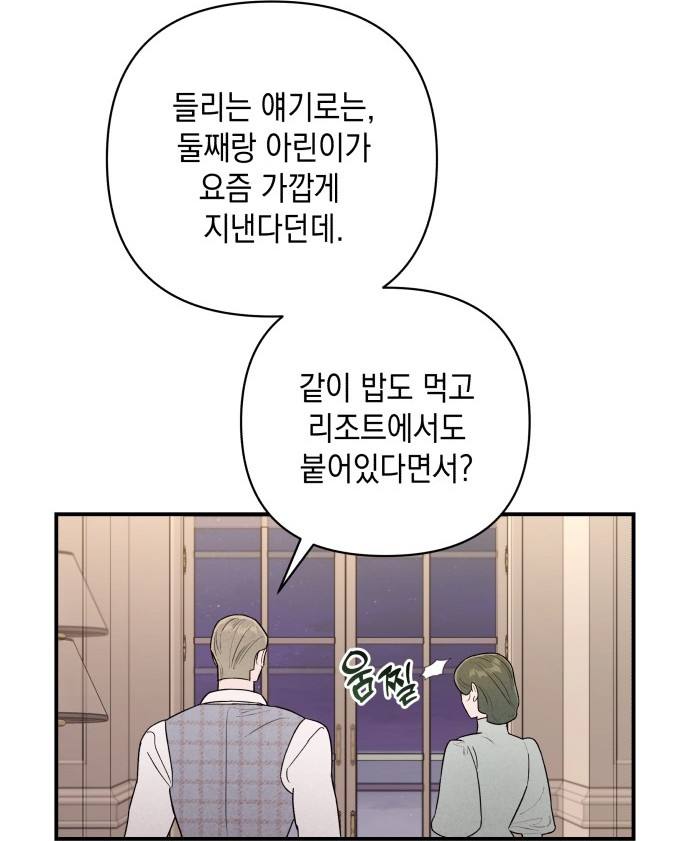 들리는 얘기로는,
둘째랑 아린이가
요즘 가깝게
지낸다던데.
같이 밥도 먹고
리조트에서도
붙어있다면서?
움찔